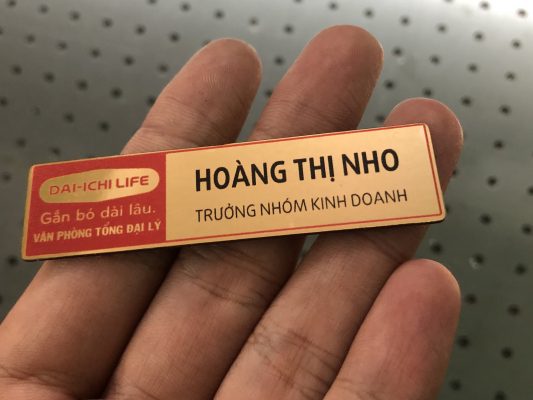 DAI-ICHI LIFE
Gắn bó dài lâu.
VĂN PHÒNG TỔNG ĐẠI LÝ
HOÀNG THỊ NHO
TRƯỞNG NHÓM KINH DOANH